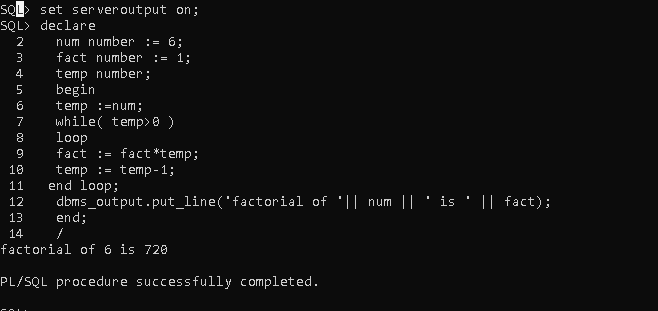 SQL> set serveroutput on;
SQL> declare
2 num number := 6;
3 fact number := 1;
4 temp number;
5 begin
6 temp :=num;
7 while( temp>0 )
8 loop
9 fact := fact*temp;
10 temp := temp-1;
11 end loop;
12 dbms_output.put_line('factorial of '|| num || ' is ' || fact);
13 end;
14 /
factorial of 6 is 720
PL/SQL procedure successfully completed.
SQL>